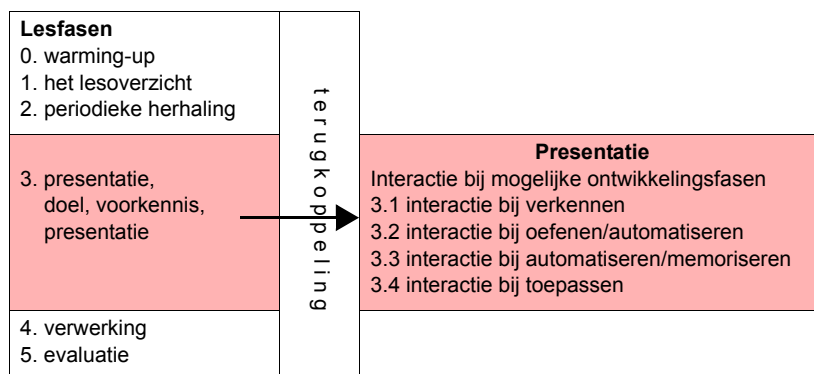 Lesfasen
0. warming-up
1. het lesoverzicht
2. periodieke herhaling
3. presentatie,
doel, voorkennis,
presentatie
4. verwerking
5. evaluatie
terugkoppeling
Presentatie
Interactie bij mogelijke ontwikkelingsfasen
3.1 interactie bij verkennen
3.2 interactie bij oefenen/automatiseren
3.3 interactie bij automatiseren/memoriseren
3.4 interactie bij toepassen